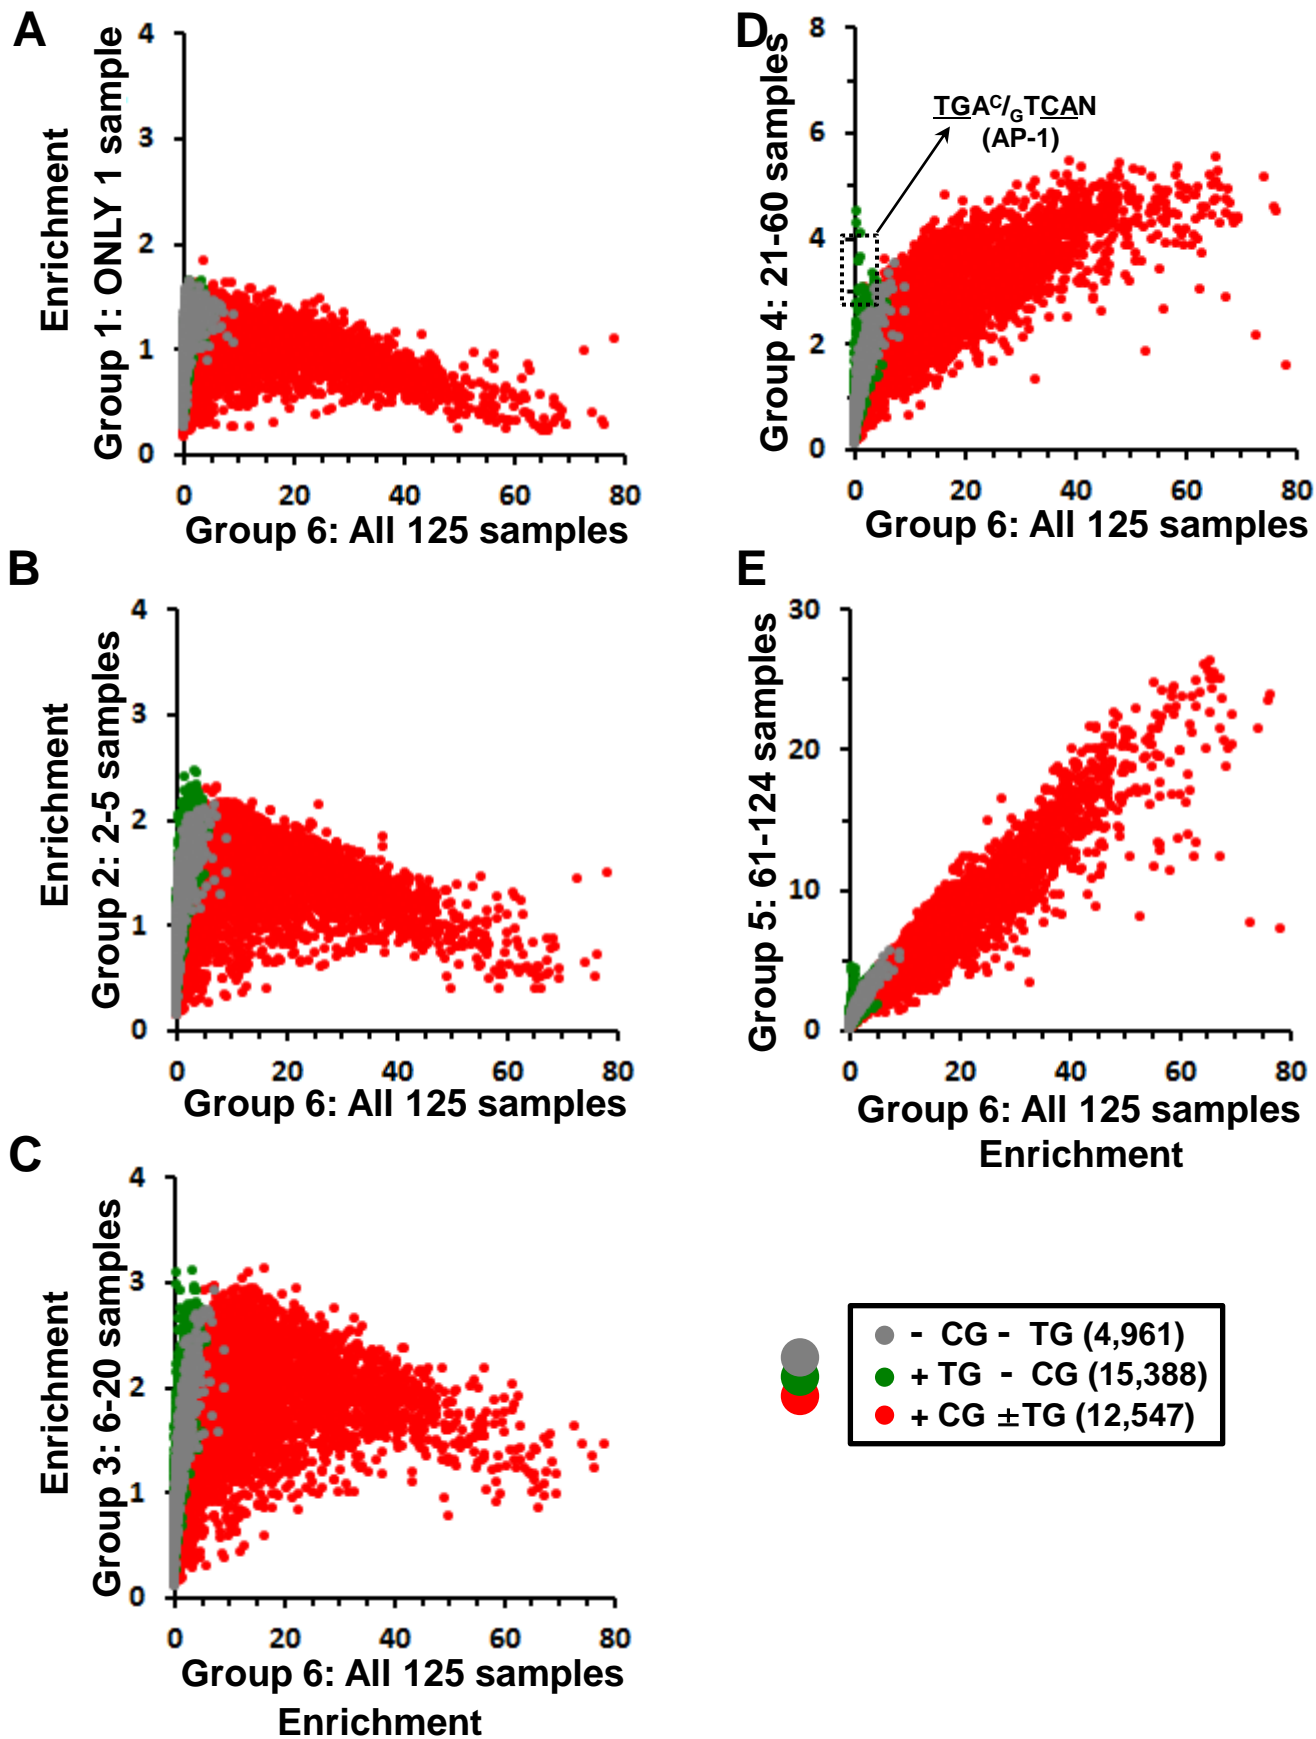 A
Enrichment
Group 1: ONLY 1 sample
4
3
2
1
0
0 20 40 60 80
Group 6: All 125 samples
B
Enrichment
Group 2: 2-5 samples
4
3
2
1
0
0 20 40 60 80
Group 6: All 125 samples
C
Enrichment
Group 3: 6-20 samples
4
3
2
1
0
0 20 40 60 80
Group 6: All 125 samples
Enrichment
D
Group 4: 21-60 samples
8
6
4
2
0
TGAC/GTCAN
(AP-1)
0 20 40 60 80
Group 6: All 125 samples
E
Group 5: 61-124 samples
30
20
10
0
0 20 40 60 80
Group 6: All 125 samples
Enrichment
- CG - TG (4,961)
+ TG - CG (15,388)
+ CG ±TG (12,547)